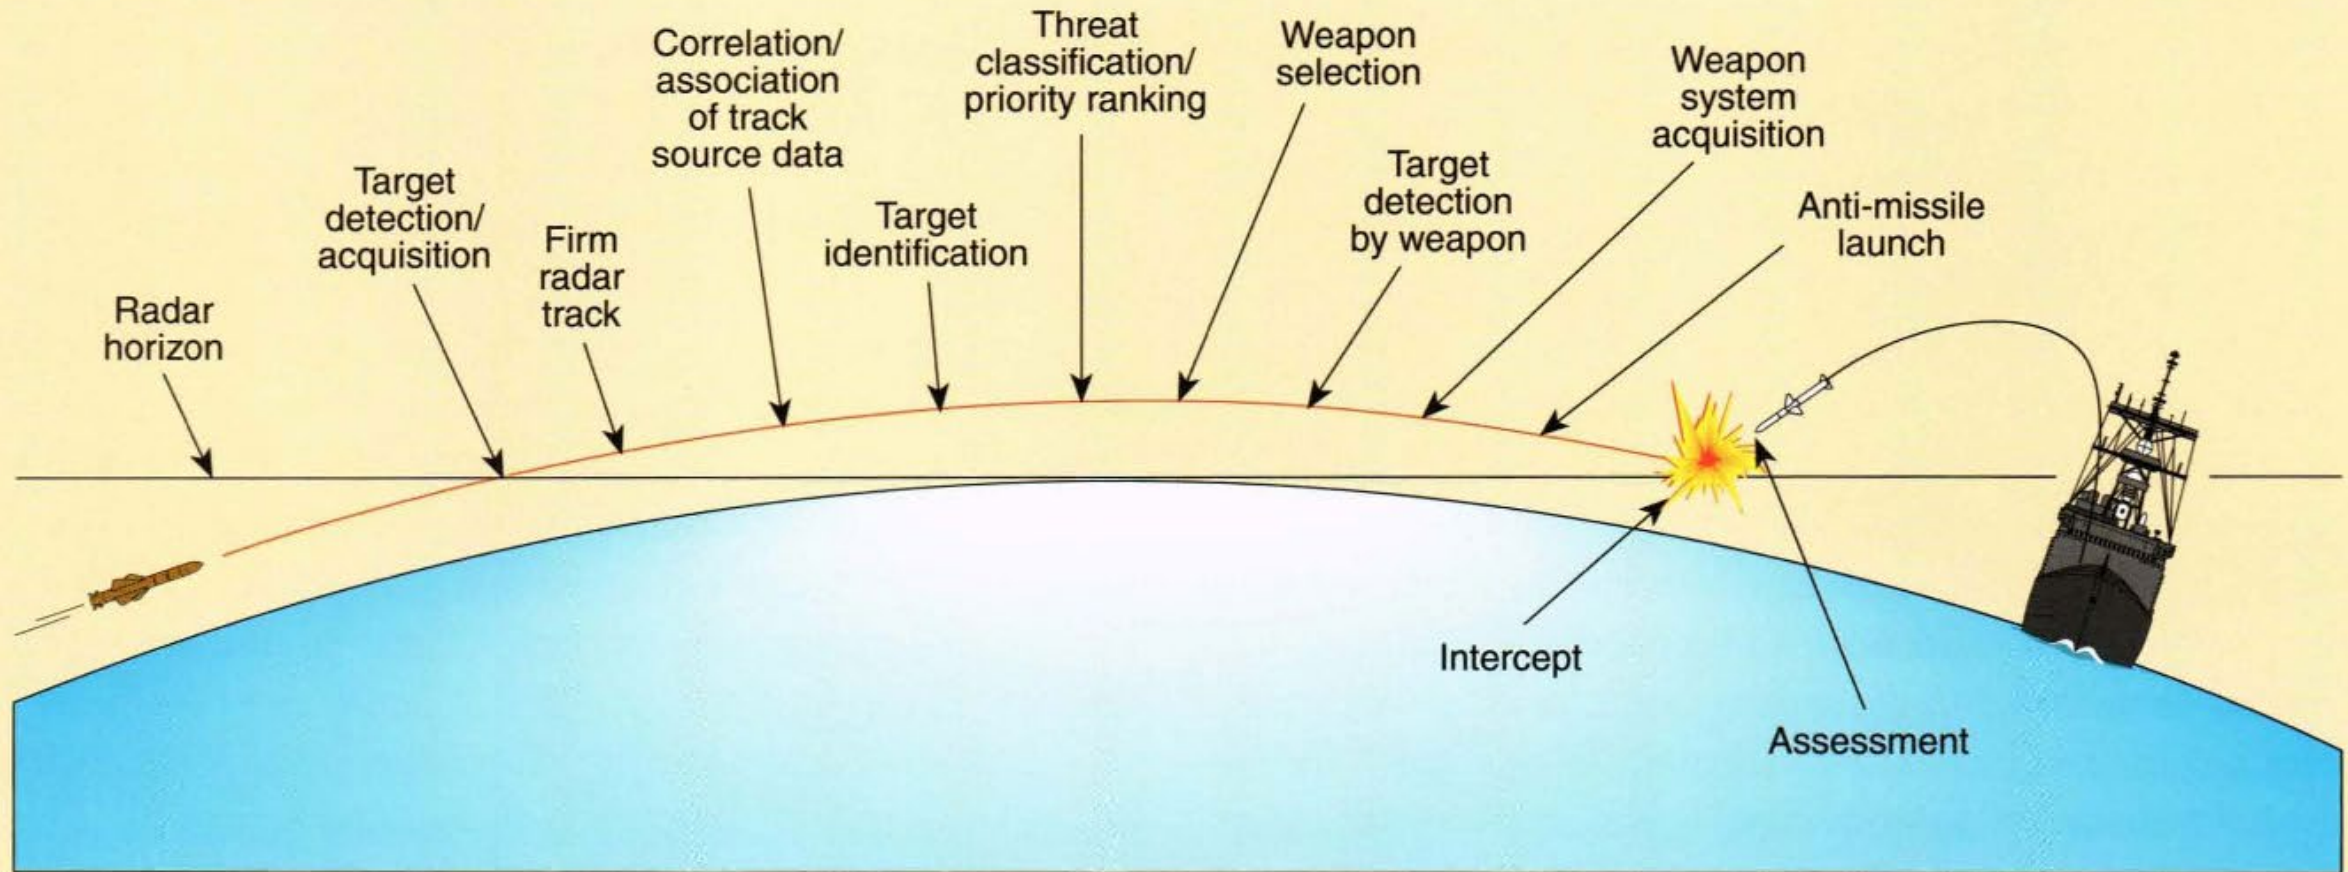 Radar
horizon
Target
detection/
acquisition
Firm
radar
track
Correlation/
association
of track
source data
Target
identification
Threat
classification/
priority ranking
Weapon
selection
Target
detection
by weapon
Weapon
system
acquisition
Anti-missile
launch
Intercept
Assessment